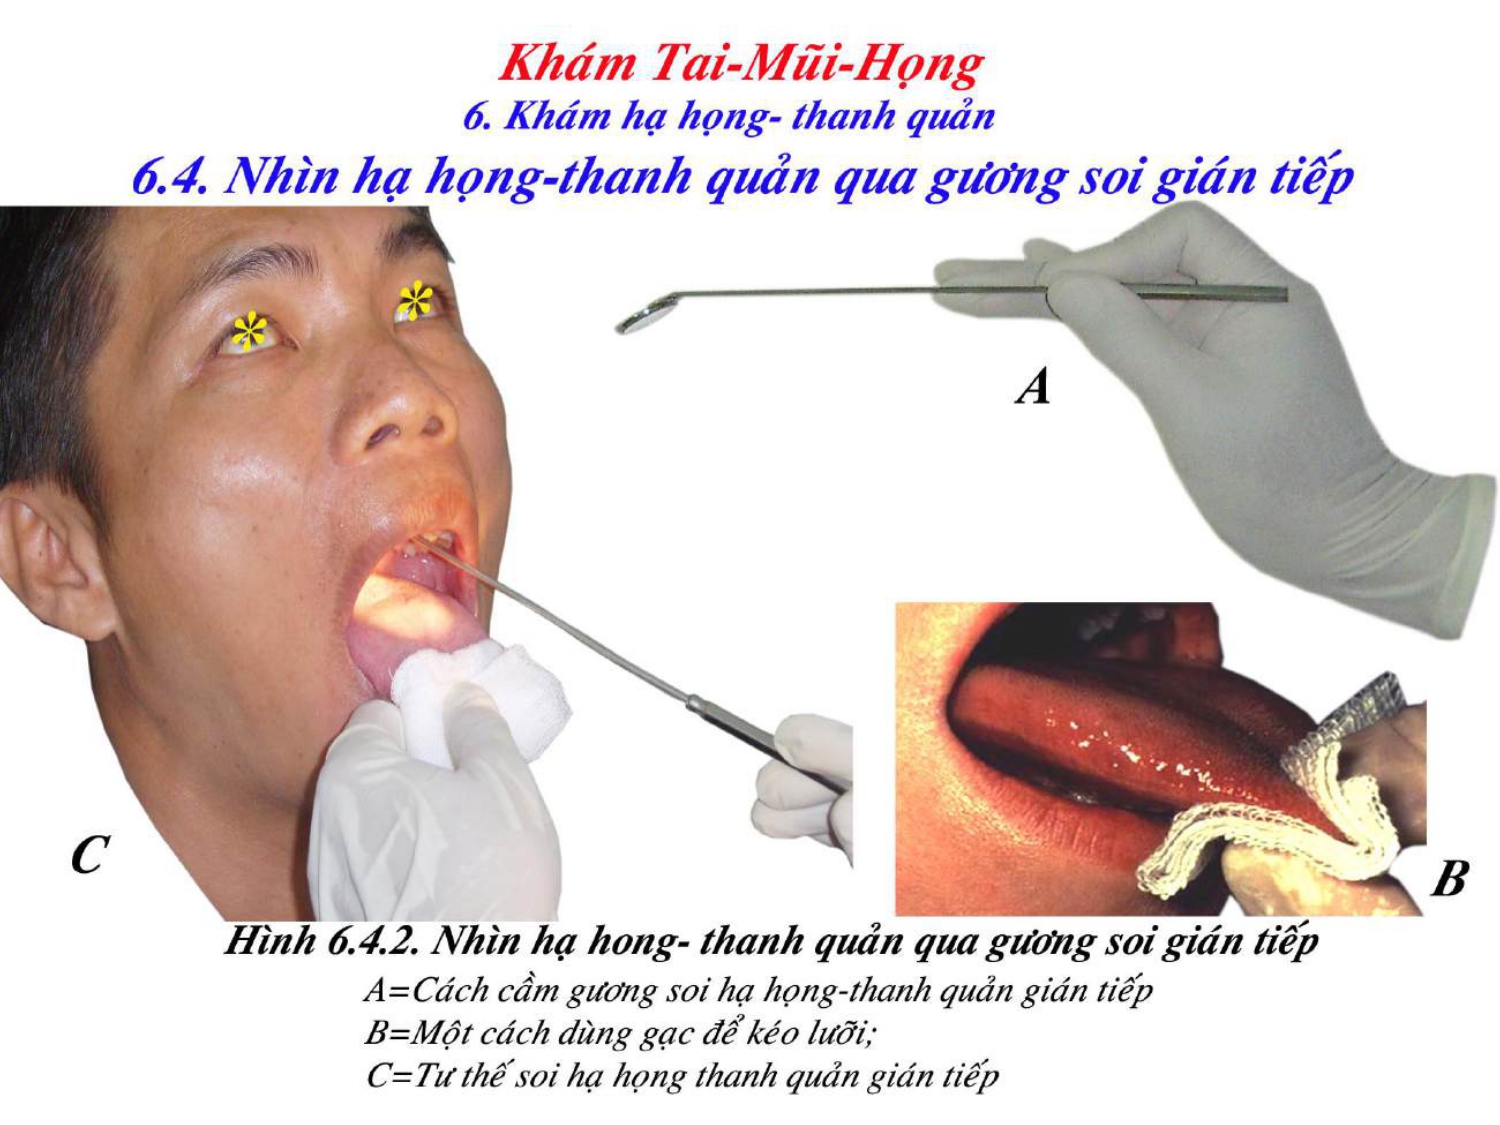 Khám Tai-Mũi-Họng
6. Khám hạ họng- thanh quản
6.4. Nhìn hạ họng-thanh quản qua gương soi gián tiếp
A
C
B
Hình 6.4.2. Nhìn hạ hong- thanh quản qua gương soi gián tiếp
A=Cách cầm gương soi hạ họng-thanh quản gián tiếp
B=Một cách dùng gạc để kéo lưỡi;
C=Tư thế soi hạ họng thanh quản gián tiếp